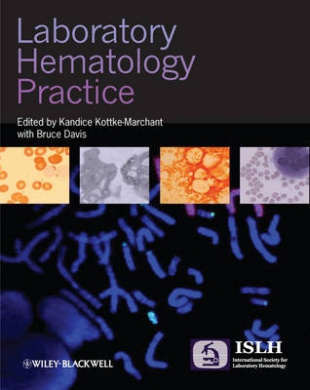 Laboratory
Hematology
Practice
Edited by Kandice Kottke-Marchant
with Bruce Davis
WILEY-BLACKWELL
ISLH
International Society for
Laboratory Hematology